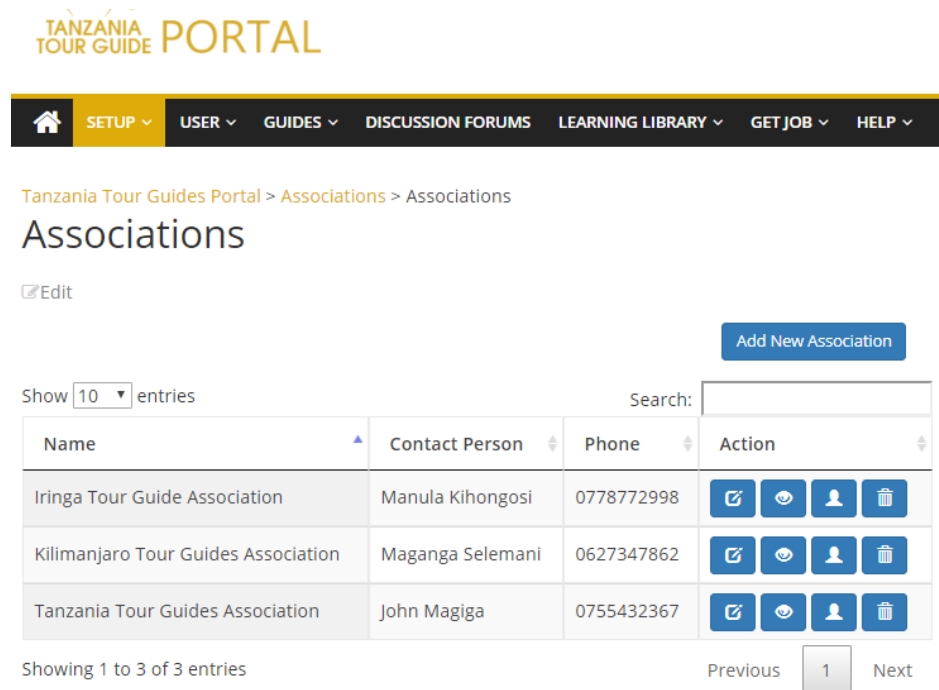 TANZANIA
TOUR GUIDE PORTAL
SETUP USER GUIDES DISCUSSION FORUMS LEARNING LIBRARY GET JOB HELP
Tanzania Tour Guides Portal > Associations > Associations
Associations
Edit
Add New Association
Show 10 entries Search:
Name Contact Person Phone Action
Iringa Tour Guide Association Manula Kihongosi 0778772998
Kilimanjaro Tour Guides Association Maganga Selemani 0627347862
Tanzania Tour Guides Association John Magiga 0755432367
Showing 1 to 3 of 3 entries Previous 1 Next